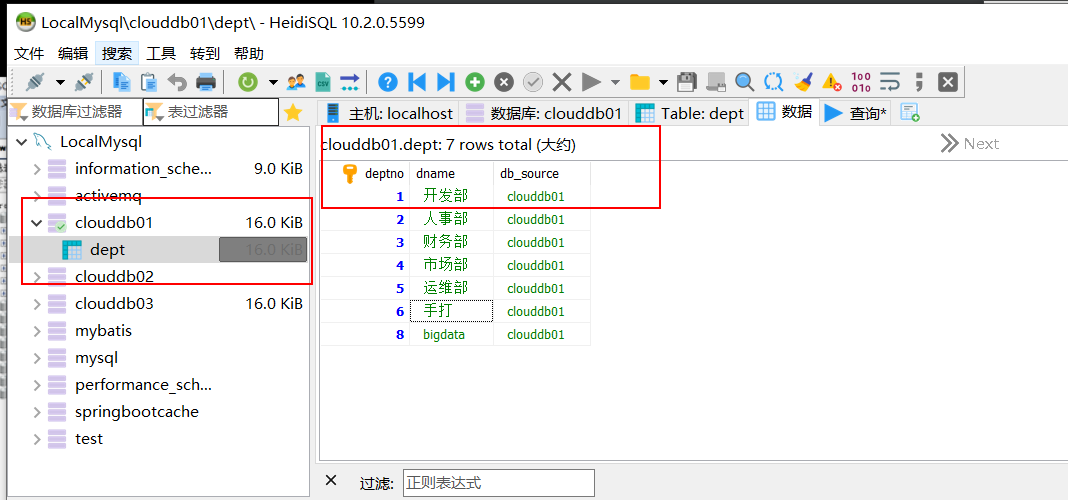 LocalMysql\clouddb01\dept\ - HeidiSQL 10.2.0.5599
文件 编辑 搜索 工具 转到 帮助
数据库过滤器 表过滤器
主机: localhost 数据库: clouddb01 Table: dept 数据 查询*
LocalMysql
information_sche... 9.0 KiB
activemq
clouddb01 16.0 KiB
dept 16.0 KiB
clouddb02
clouddb03 16.0 KiB
mybatis
mysql
performance_sch...
springbootcache
test
clouddb01.dept: 7 rows total (大约) Next
deptno dname db_source
1 开发部 clouddb01
2 人事部 clouddb01
3 财务部 clouddb01
4 市场部 clouddb01
5 运维部 clouddb01
6 手打 clouddb01
8 bigdata clouddb01
过滤: 正则表达式